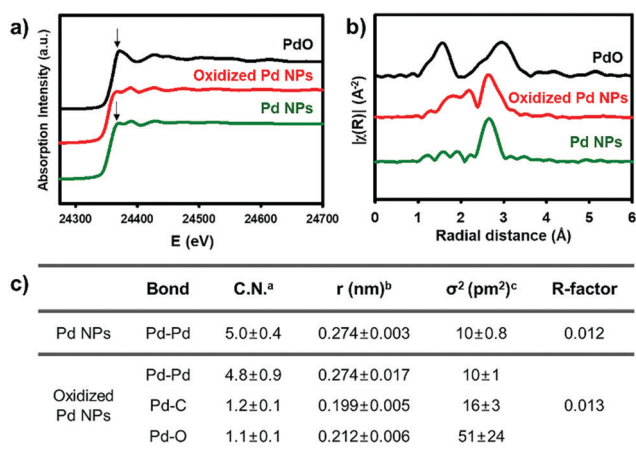 a)
Absorption Intensity (a.u.)
PdO
Oxidized Pd NPs
Pd NPs
24300 24400 24500 24600 24700
E (eV)
b)
|χ(R)| (A⁻²)
PdO
Oxidized Pd NPs
Pd NPs
0 1 2 3 4 5 6
Radial distance (Å)
c)
Bond C.N.ᵃ r (nm)ᵇ σ² (pm²)ᶜ R-factor
Pd NPs Pd-Pd 5.0±0.4 0.274±0.003 10±0.8 0.012
Pd-Pd 4.8±0.9 0.274±0.017 10±1
Oxidized
Pd NPs
Pd-C 1.2±0.1 0.199±0.005 16±3 0.013
Pd-O 1.1±0.1 0.212±0.006 51±24